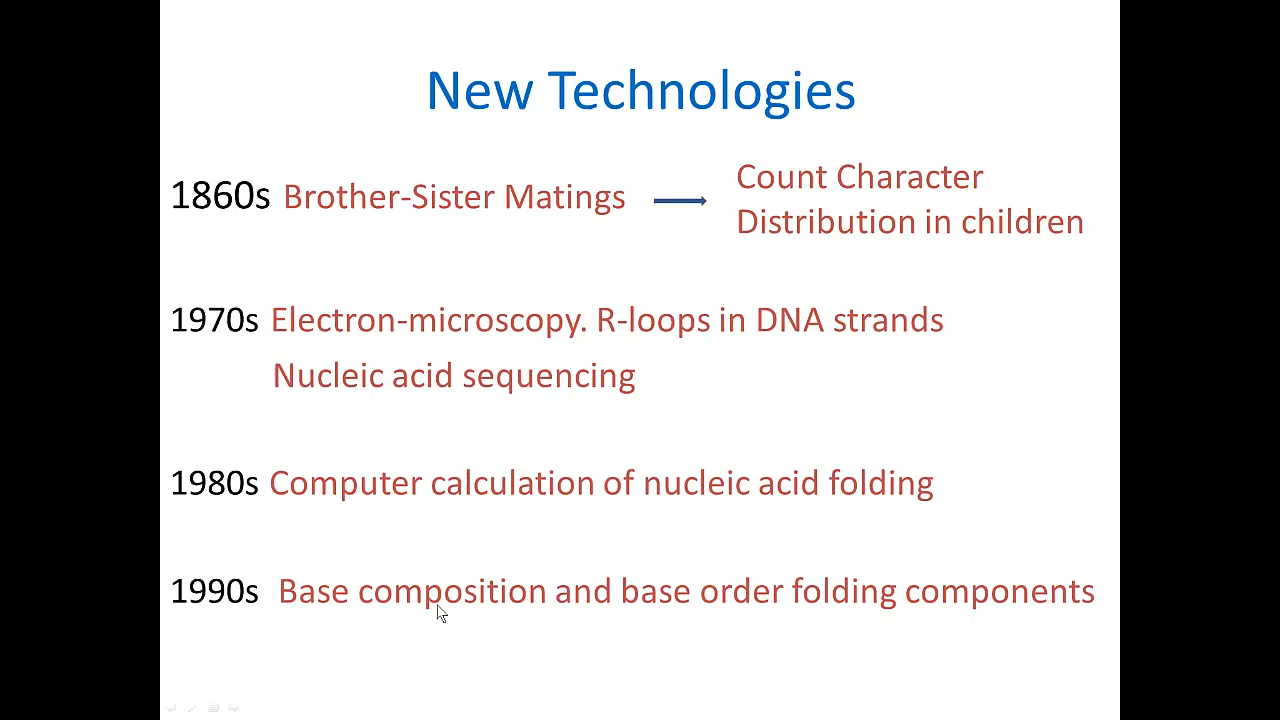 New Technologies
1860s Brother-Sister Matings
Count Character
Distribution in children
1970s Electron-microscopy. R-loops in DNA strands
Nucleic acid sequencing
1980s Computer calculation of nucleic acid folding
1990s Base composition and base order folding components